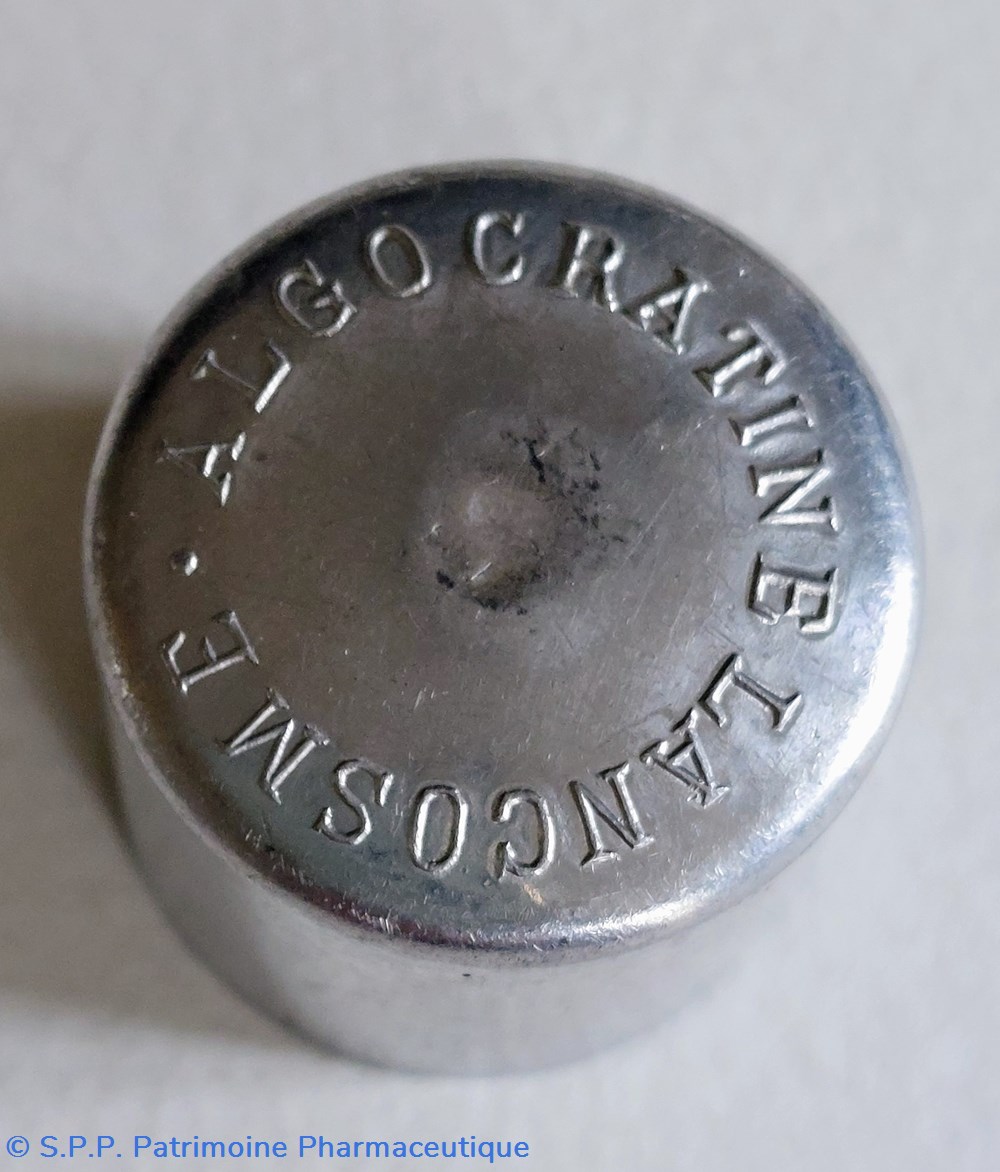 ALGOCRATINE LANCOSME ·
© S.P.P. Patrimoine Pharmaceutique